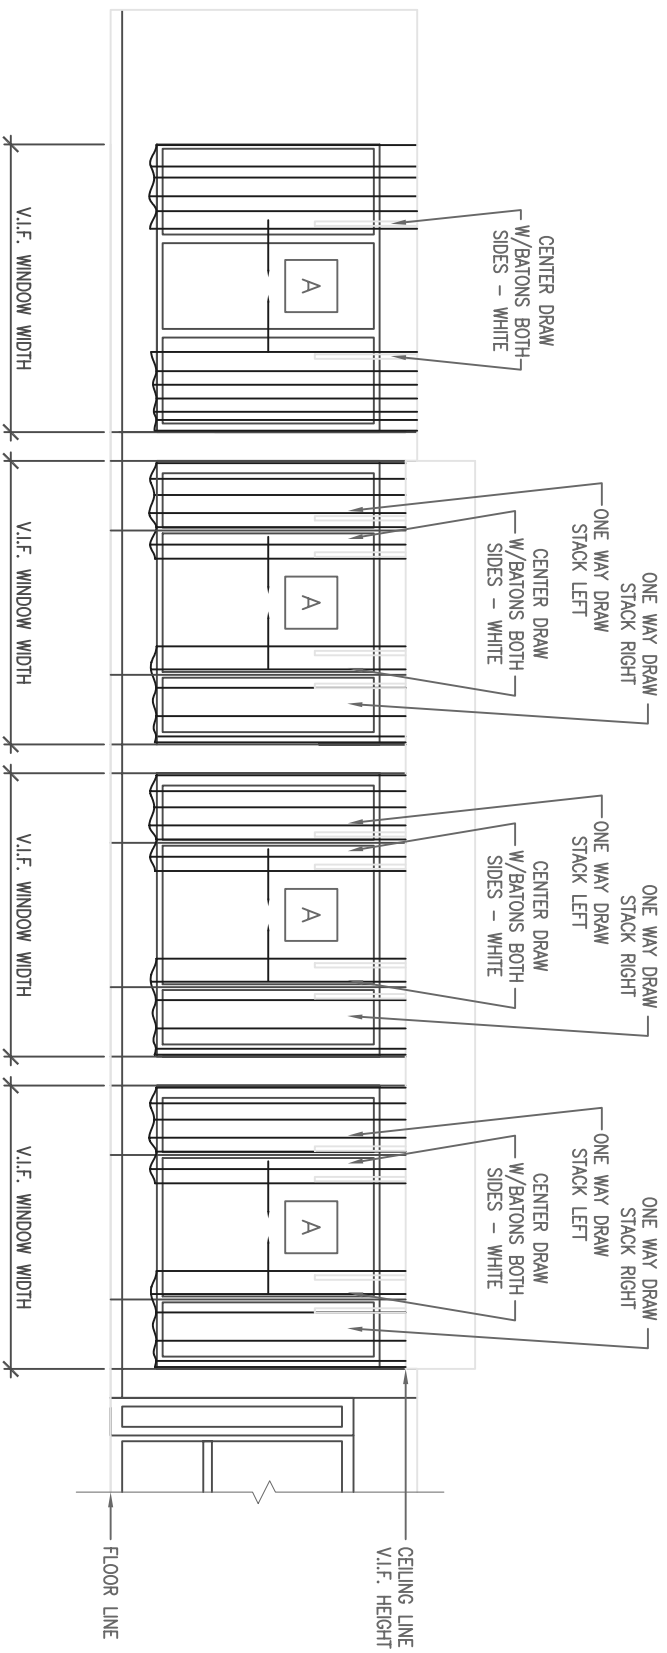 CENTER DRAW
W/BATONS BOTH
SIDES - WHITE
A
V.I.F. WINDOW WIDTH
ONE WAY DRAW
STACK RIGHT
ONE WAY DRAW
STACK LEFT
CENTER DRAW
W/BATONS BOTH
SIDES - WHITE
A
V.I.F. WINDOW WIDTH
ONE WAY DRAW
STACK RIGHT
ONE WAY DRAW
STACK LEFT
CENTER DRAW
W/BATONS BOTH
SIDES - WHITE
A
V.I.F. WINDOW WIDTH
ONE WAY DRAW
STACK RIGHT
ONE WAY DRAW
STACK LEFT
CENTER DRAW
W/BATONS BOTH
SIDES - WHITE
A
V.I.F. WINDOW WIDTH
CEILING LINE
V.I.F. HEIGHT
FLOOR LINE